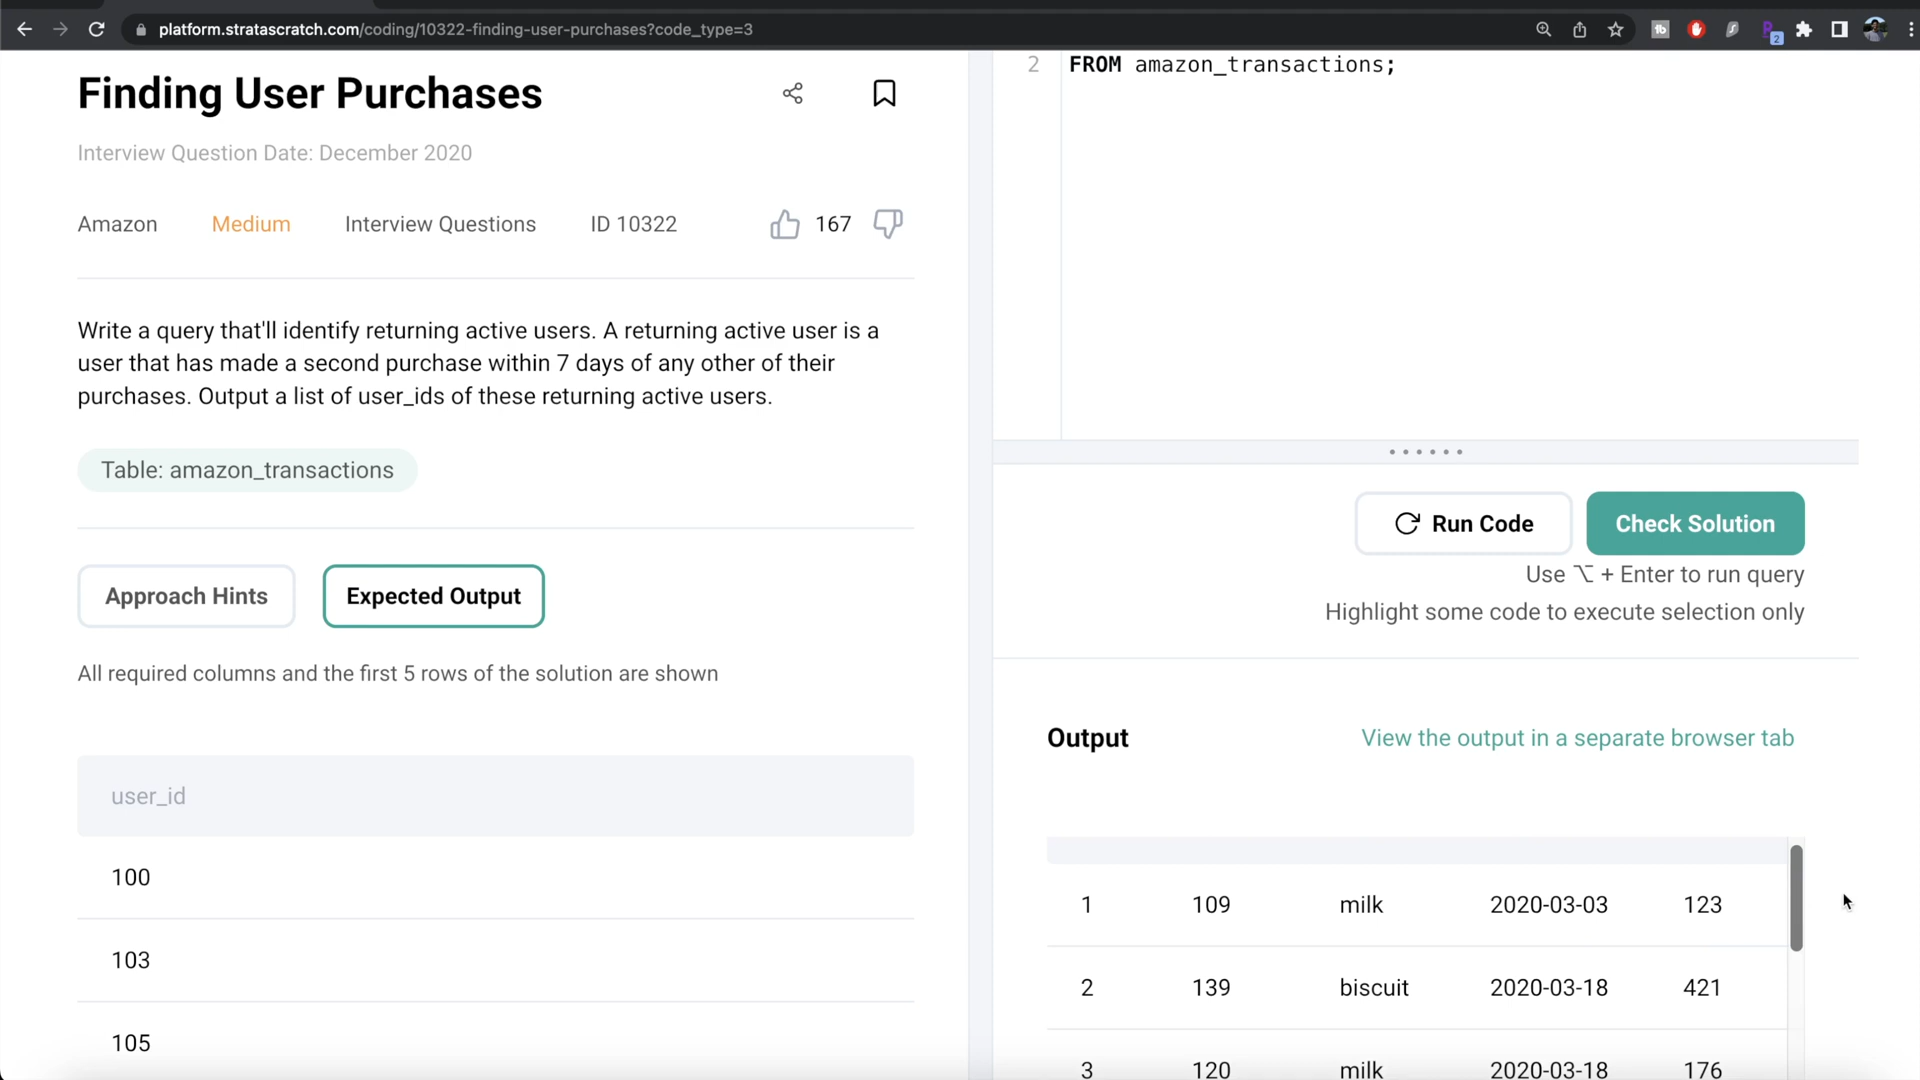 platform.stratascratch.com/coding/10322-finding-user-purchases?code_type=3
2
Finding User Purchases
Interview Question Date: December 2020
Amazon Medium Interview Questions ID 10322 167
Write a query that'll identify returning active users. A returning active user is a
user that has made a second purchase within 7 days of any other of their
purchases. Output a list of user_ids of these returning active users.
Table: amazon_transactions
Approach Hints Expected Output
All required columns and the first 5 rows of the solution are shown
user_id
100
103
105
2 FROM amazon_transactions;
Run Code Check Solution
Use ⌥ + Enter to run query
Highlight some code to execute selection only
Output View the output in a separate browser tab
1 109 milk 2020-03-03 123
2 139 biscuit 2020-03-18 421
3 120 milk 2020-03-18 176